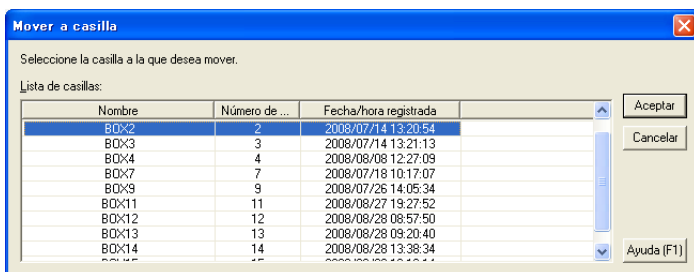 Mover a casilla
Seleccione la casilla a la que desea mover.
Lista de casillas:
Nombre Número de ... Fecha/hora registrada
BOX2 2 2008/07/14 13:20:54
BOX3 3 2008/07/14 13:21:13
BOX4 4 2008/08/08 12:27:09
BOX7 7 2008/07/18 10:17:07
BOX9 9 2008/07/26 14:05:34
BOX11 11 2008/08/27 19:27:52
BOX12 12 2008/08/28 08:57:50
BOX13 13 2008/08/28 09:20:40
BOX14 14 2008/08/28 13:38:34
Aceptar
Cancelar
Ayuda (F1)